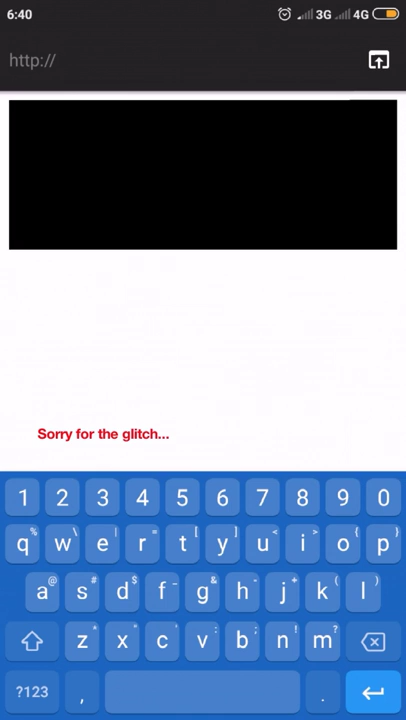 6:40 3G 4G
http://
Sorry for the glitch...
1 2 3 4 5 6 7 8 9 0
q% w\ e| r= t[ y] u< i> o{ p}
a@ s# d$ f_ g& h- j+ k( l)
z* x" c' v: b; n! m?
?123 , .